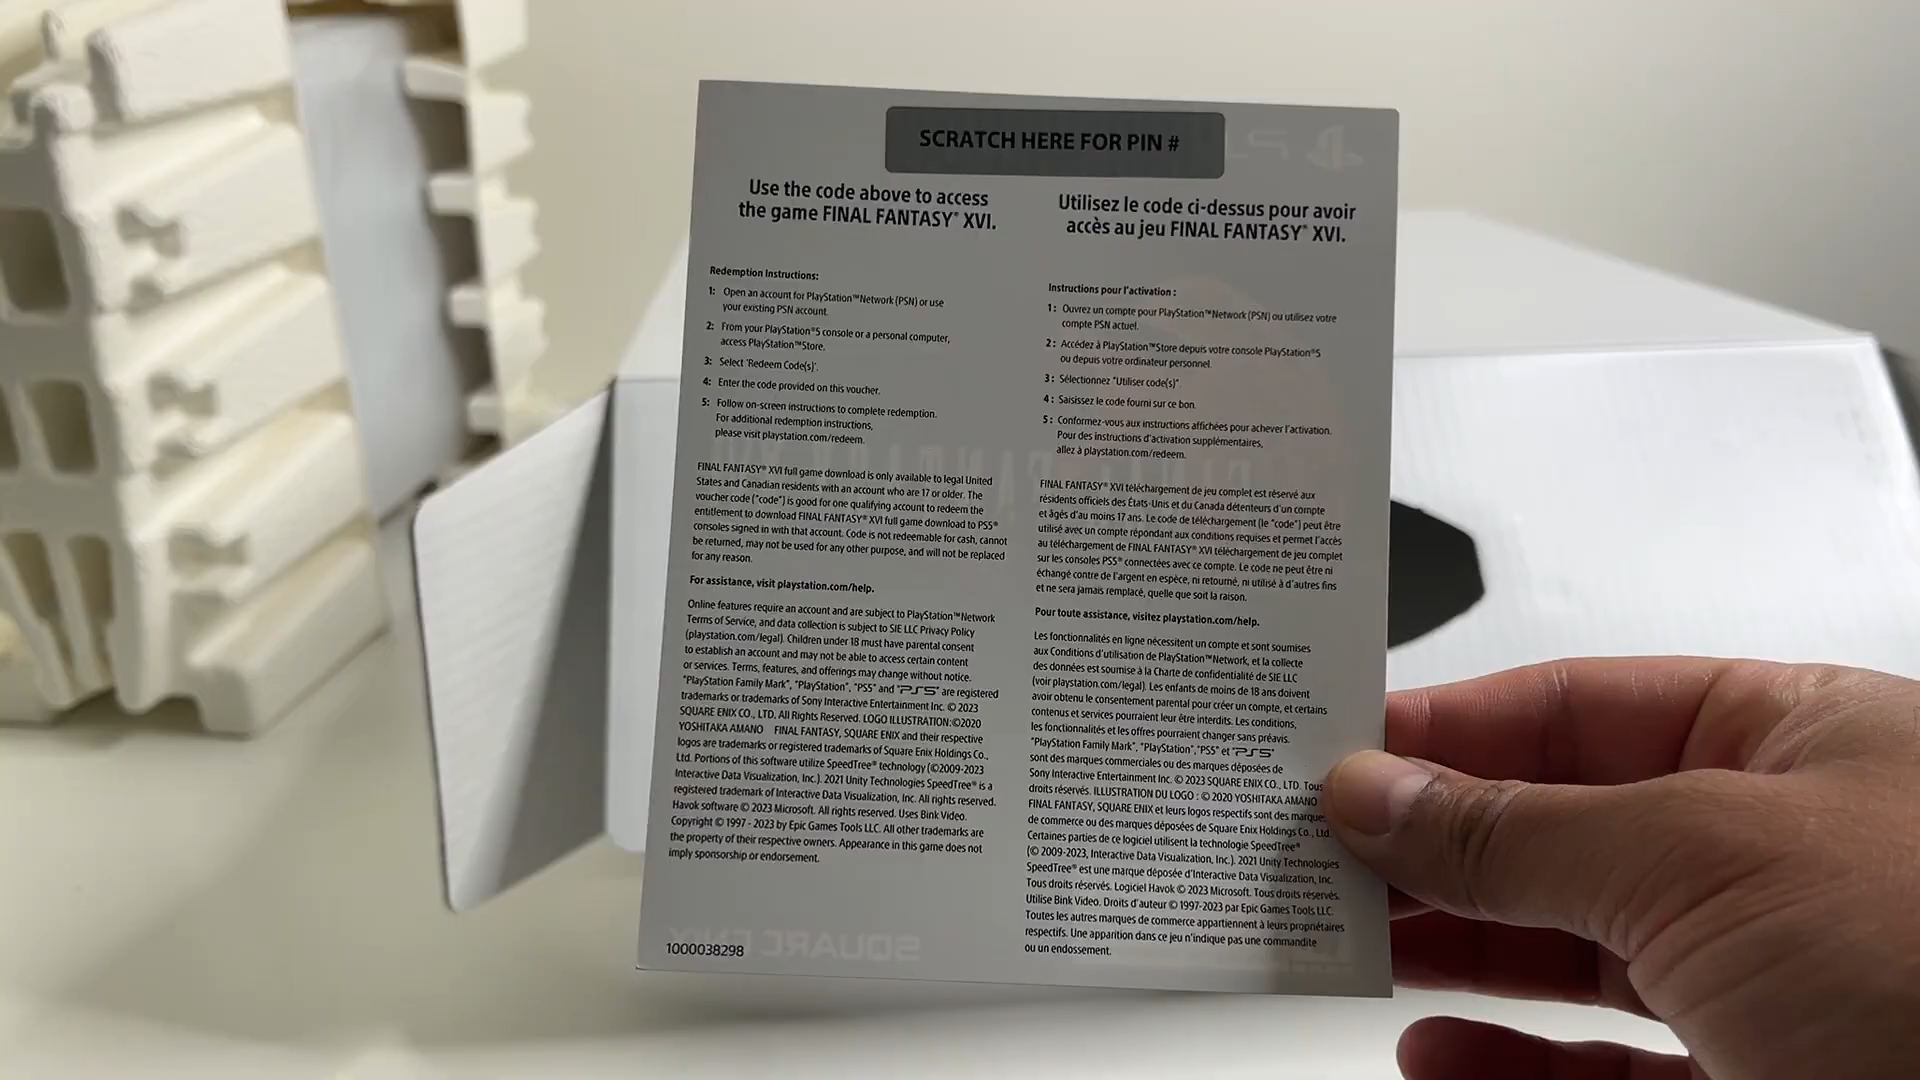 SCRATCH HERE FOR PIN #
Use the code above to access
the game FINAL FANTASY® XVI.
Redemption Instructions:
1: Open an account for PlayStation™Network (PSN) or use
your existing PSN account.
2: From your PlayStation®5 console or a personal computer,
access PlayStation™Store.
3: Select 'Redeem Code(s)'.
4: Enter the code provided on this voucher.
5: Follow on-screen instructions to complete redemption.
For additional redemption instructions,
please visit playstation.com/redeem.
FINAL FANTASY® XVI full game download is only available to legal United
States and Canadian residents with an account who are 17 or older. The
voucher code ("code") is good for one qualifying account to redeem the
entitlement to download FINAL FANTASY® XVI full game download to PS5®
consoles signed in with that account. Code is not redeemable for cash, cannot
be returned, may not be used for any other purpose, and will not be replaced
for any reason.
For assistance, visit playstation.com/help.
Online features require an account and are subject to PlayStation™Network
Terms of Service, and data collection is subject to SIE LLC Privacy Policy
(playstation.com/legal). Children under 18 must have parental consent
to establish an account and may not be able to access certain content
or services. Terms, features, and offerings may change without notice.
"PlayStation Family Mark", "PlayStation", "PS5" and "PS5" are registered
trademarks or trademarks of Sony Interactive Entertainment Inc. © 2023
SQUARE ENIX CO., LTD. All Rights Reserved. LOGO ILLUSTRATION:©2020
YOSHITAKA AMANO FINAL FANTASY, SQUARE ENIX and their respective
logos are trademarks or registered trademarks of Square Enix Holdings Co.,
Ltd. Portions of this software utilize SpeedTree® technology (©2009-2023
Interactive Data Visualization, Inc.). 2021 Unity Technologies SpeedTree® is a
registered trademark of Interactive Data Visualization, Inc. All rights reserved.
Havok software © 2023 Microsoft. All rights reserved. Uses Bink Video.
Copyright © 1997 - 2023 by Epic Games Tools LLC. All other trademarks are
the property of their respective owners. Appearance in this game does not
imply sponsorship or endorsement.
1000038298
Utilisez le code ci-dessus pour avoir
accès au jeu FINAL FANTASY® XVI.
Instructions pour l'activation :
1: Ouvrez un compte pour PlayStation™Network (PSN) ou utilisez votre
compte PSN actuel.
2: Accédez à PlayStation™Store depuis votre console PlayStation®5
ou depuis votre ordinateur personnel.
3: Sélectionnez "Utiliser code(s)".
4: Saisissez le code fourni sur ce bon.
5: Conformez-vous aux instructions affichées pour achever l'activation.
Pour des instructions d'activation supplémentaires,
allez à playstation.com/redeem.
FINAL FANTASY® XVI téléchargement de jeu complet est réservé aux
résidents officiels des États-Unis et du Canada détenteurs d'un compte
et âgés d'au moins 17 ans. Le code de téléchargement (le "code") peut être
utilisé avec un compte répondant aux conditions requises et permet l'accès
au téléchargement de FINAL FANTASY® XVI téléchargement de jeu complet
sur les consoles PS5® connectées avec ce compte. Le code ne peut être ni
échangé contre de l'argent en espèce, ni retourné, ni utilisé à d'autres fins
et ne sera jamais remplacé, quelle que soit la raison.
Pour toute assistance, visitez playstation.com/help.
Les fonctionnalités en ligne nécessitent un compte et sont soumises
aux Conditions d'utilisation de PlayStation™Network, et la collecte
des données est soumise à la Charte de confidentialité de SIE LLC
(voir playstation.com/legal). Les enfants de moins de 18 ans doivent
avoir obtenu le consentement parental pour créer un compte, et certains
contenus et services pourraient leur être interdits. Les conditions,
les fonctionnalités et les offres pourraient changer sans préavis.
"PlayStation Family Mark", "PlayStation", "PS5" et "PS5"
sont des marques commerciales ou des marques déposées de
Sony Interactive Entertainment Inc. © 2023 SQUARE ENIX CO., LTD. Tous
droits réservés. ILLUSTRATION DU LOGO : © 2020 YOSHITAKA AMANO
FINAL FANTASY, SQUARE ENIX et leurs logos respectifs sont des marques
de commerce ou des marques déposées de Square Enix Holdings Co., Ltd.
Certaines parties de ce logiciel utilisent la technologie SpeedTree®
(© 2009-2023, Interactive Data Visualization, Inc.). 2021 Unity Technologies
SpeedTree® est une marque déposée d'Interactive Data Visualization, Inc.
Tous droits réservés. Logiciel Havok © 2023 Microsoft. Tous droits réservés.
Utilise Bink Video. Droits d'auteur © 1997-2023 par Epic Games Tools LLC.
Toutes les autres marques de commerce appartiennent à leurs propriétaires
respectifs. Une apparition dans ce jeu n'indique pas une commandite
ou un endossement.
SQUARE ENIX